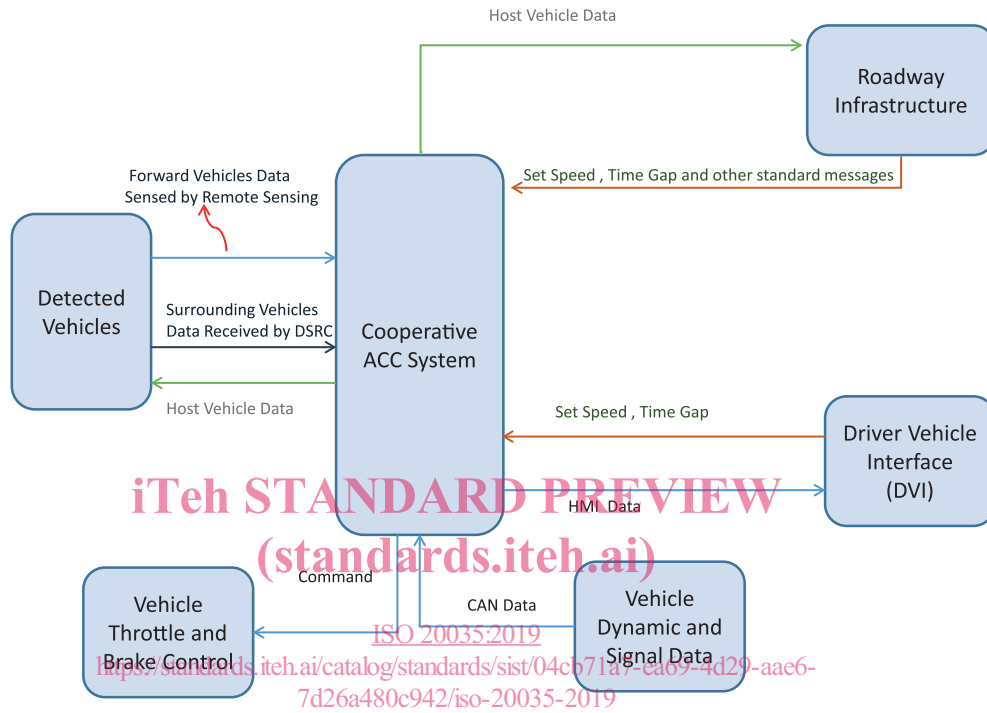 Host Vehicle Data
Roadway
Infrastructure
Set Speed , Time Gap and other standard messages
Forward Vehicles Data
Sensed by Remote Sensing
Detected
Vehicles
Surrounding Vehicles
Data Received by DSRC
Host Vehicle Data
Cooperative
ACC System
Set Speed , Time Gap
Driver Vehicle
Interface
(DVI)
HMI Data
iTeh STANDARD PREVIEW
(standards.iteh.ai)
Command
CAN Data
Vehicle
Throttle and
Brake Control
Vehicle
Dynamic and
Signal Data
ISO 20035:2019
https://standards.iteh.ai/catalog/standards/sist/04cb71a7-ea69-4d29-aae6-
7d26a480c942/iso-20035-2019